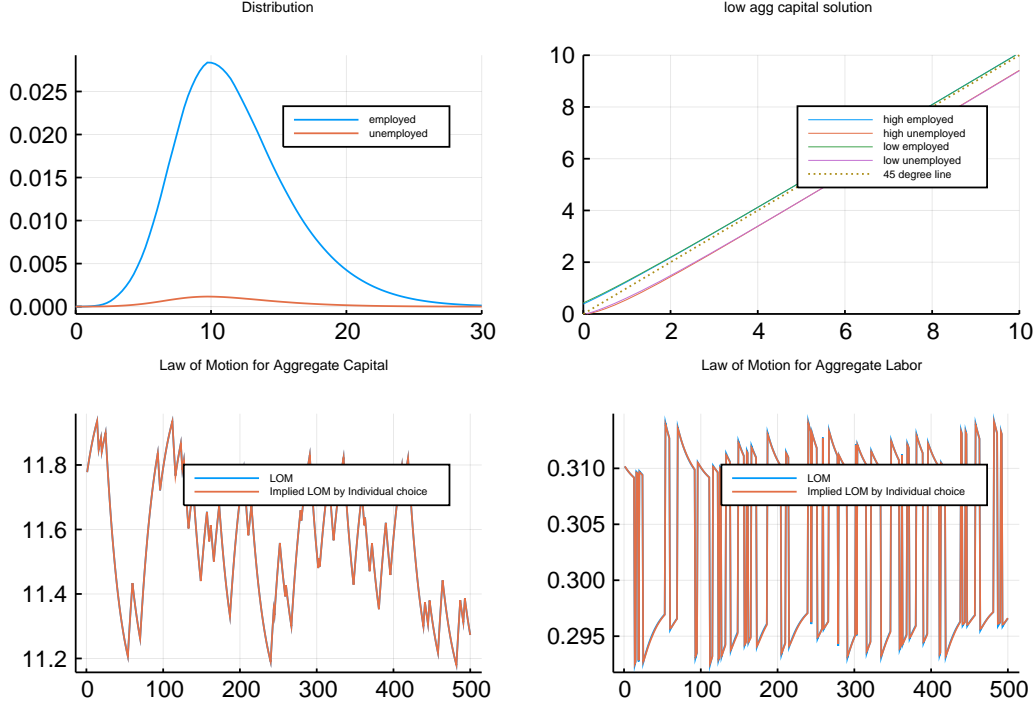 Distribution
0.025
0.020
0.015
0.010
0.005
0.000
0 10 20 30
employed
unemployed
low agg capital solution
10
8
6
4
2
0
0 2 4 6 8 10
high employed
high unemployed
low employed
low unemployed
45 degree line
Law of Motion for Aggregate Capital
11.8
11.6
11.4
11.2
0 100 200 300 400 500
LOM
Implied LOM by Individual choice
Law of Motion for Aggregate Labor
0.310
0.305
0.300
0.295
0 100 200 300 400 500
LOM
Implied LOM by Individual choice